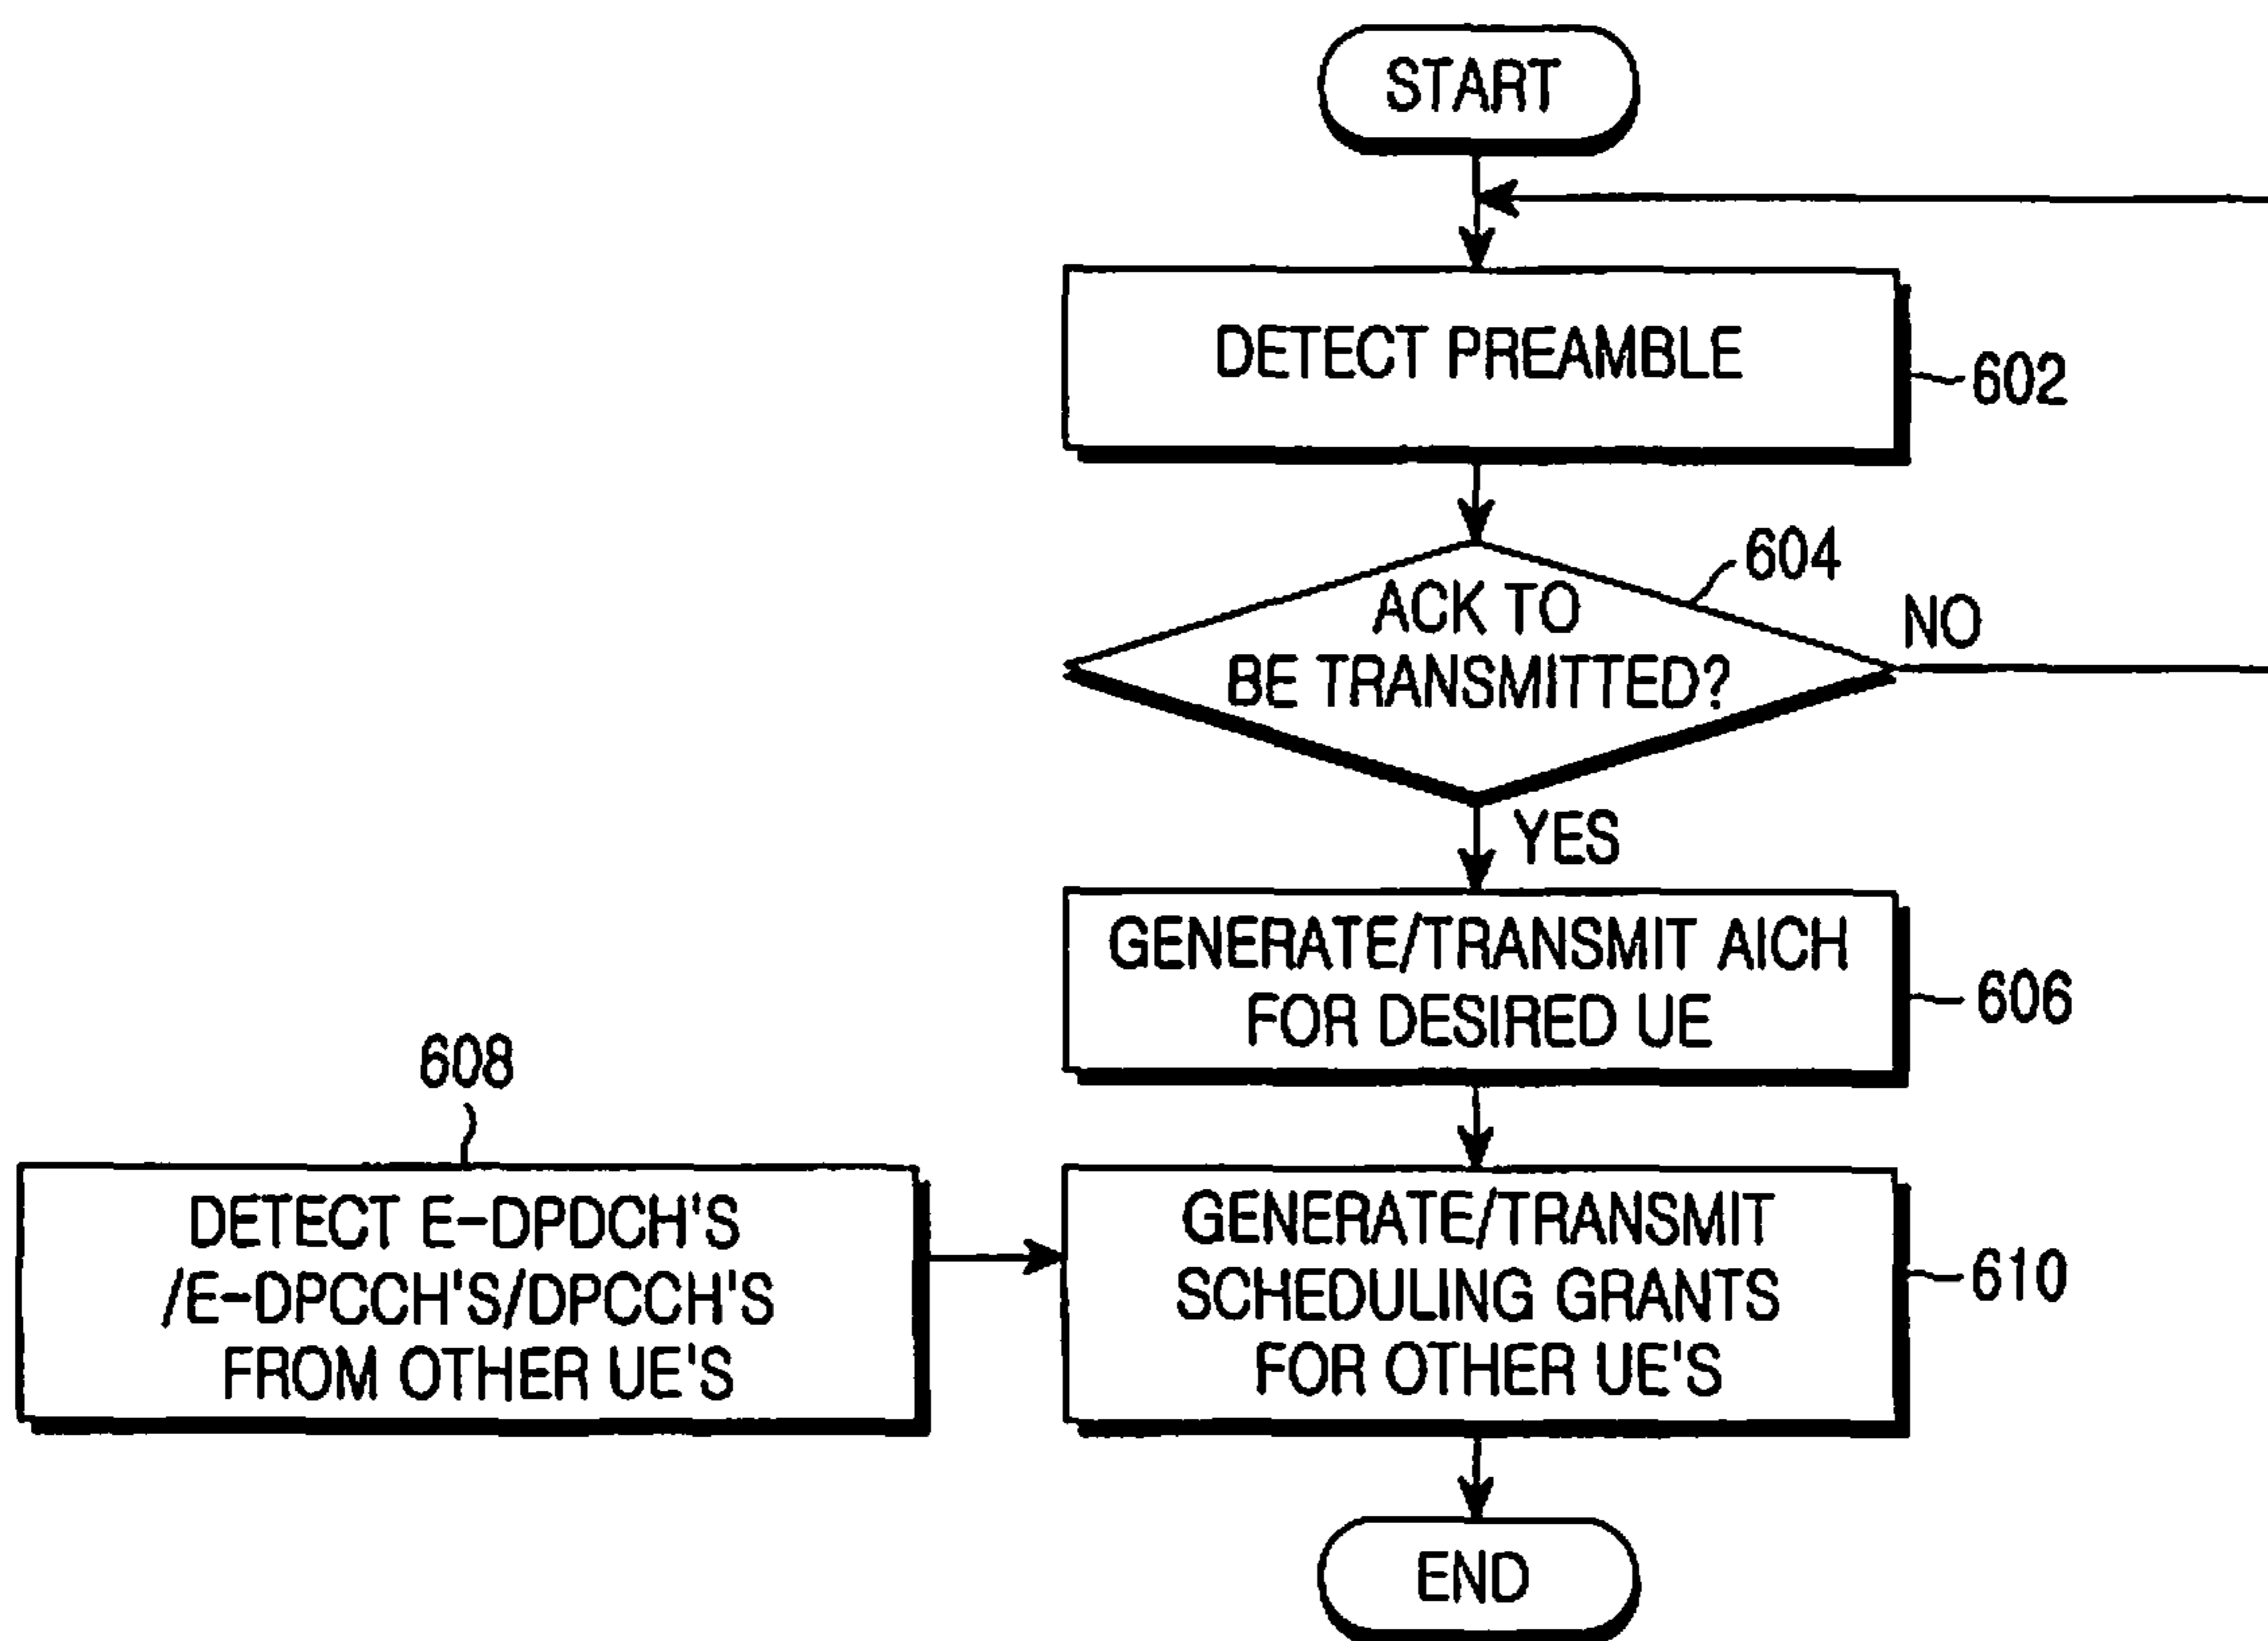 START
DETECT PREAMBLE
602
604
ACK TO
BE TRANSMITTED?
NO
YES
GENERATE/TRANSMIT AICH
FOR DESIRED UE
606
608
DETECT E-DPDCH'S
/E-DPCCH'S/DPCCH'S
FROM OTHER UE'S
GENERATE/TRANSMIT
SCHEDULING GRANTS
FOR OTHER UE'S
610
END